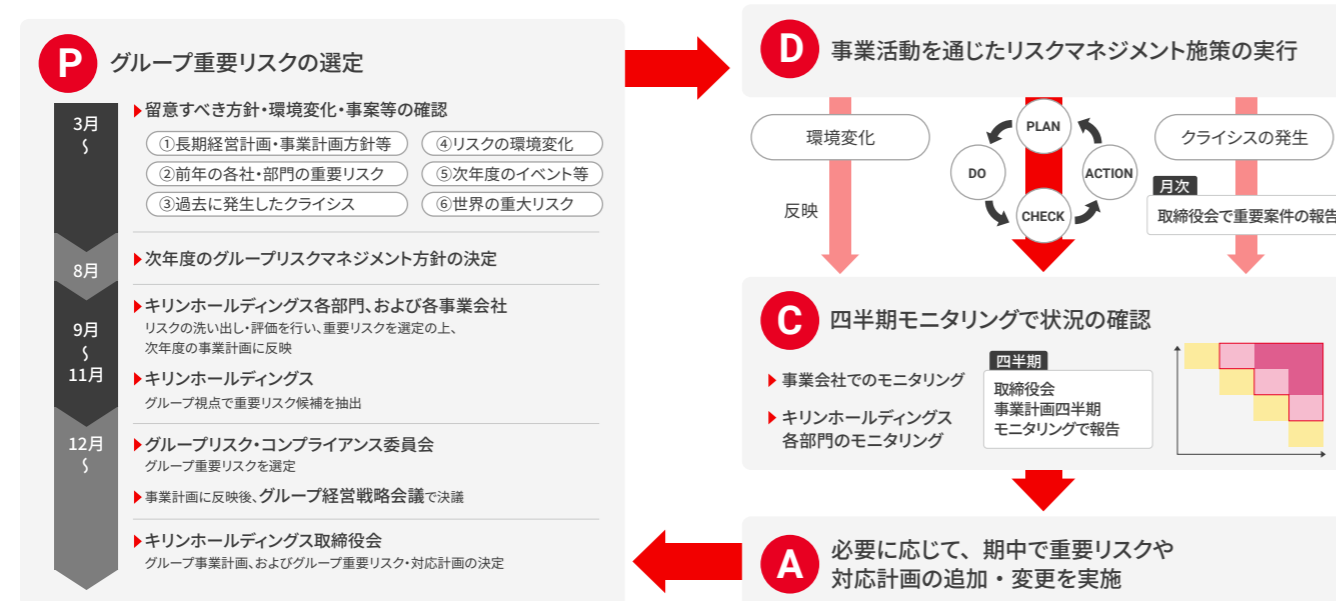 P グループ重要リスクの選定
3月
〜
▶留意すべき方針・環境変化・事案等の確認
①長期経営計画・事業計画方針等
④リスクの環境変化
②前年の各社・部門の重要リスク
⑤次年度のイベント等
③過去に発生したクライシス
⑥世界の重大リスク
8月
▶次年度のグループリスクマネジメント方針の決定
9月
〜
11月
▶キリンホールディングス各部門、および各事業会社
リスクの洗い出し・評価を行い、重要リスクを選定の上、
次年度の事業計画に反映
▶キリンホールディングス
グループ視点で重要リスク候補を抽出
12月
〜
▶グループリスク・コンプライアンス委員会
グループ重要リスクを選定
▶事業計画に反映後、グループ経営戦略会議で決議
▶キリンホールディングス取締役会
グループ事業計画、およびグループ重要リスク・対応計画の決定
D 事業活動を通じたリスクマネジメント施策の実行
環境変化
反映
PLAN
DO
ACTION
CHECK
クライシスの発生
月次
取締役会で重要案件の報告
C 四半期モニタリングで状況の確認
▶事業会社でのモニタリング
▶キリンホールディングス
各部門のモニタリング
四半期
取締役会
事業計画四半期
モニタリングで報告
A 必要に応じて、期中で重要リスクや
対応計画の追加・変更を実施